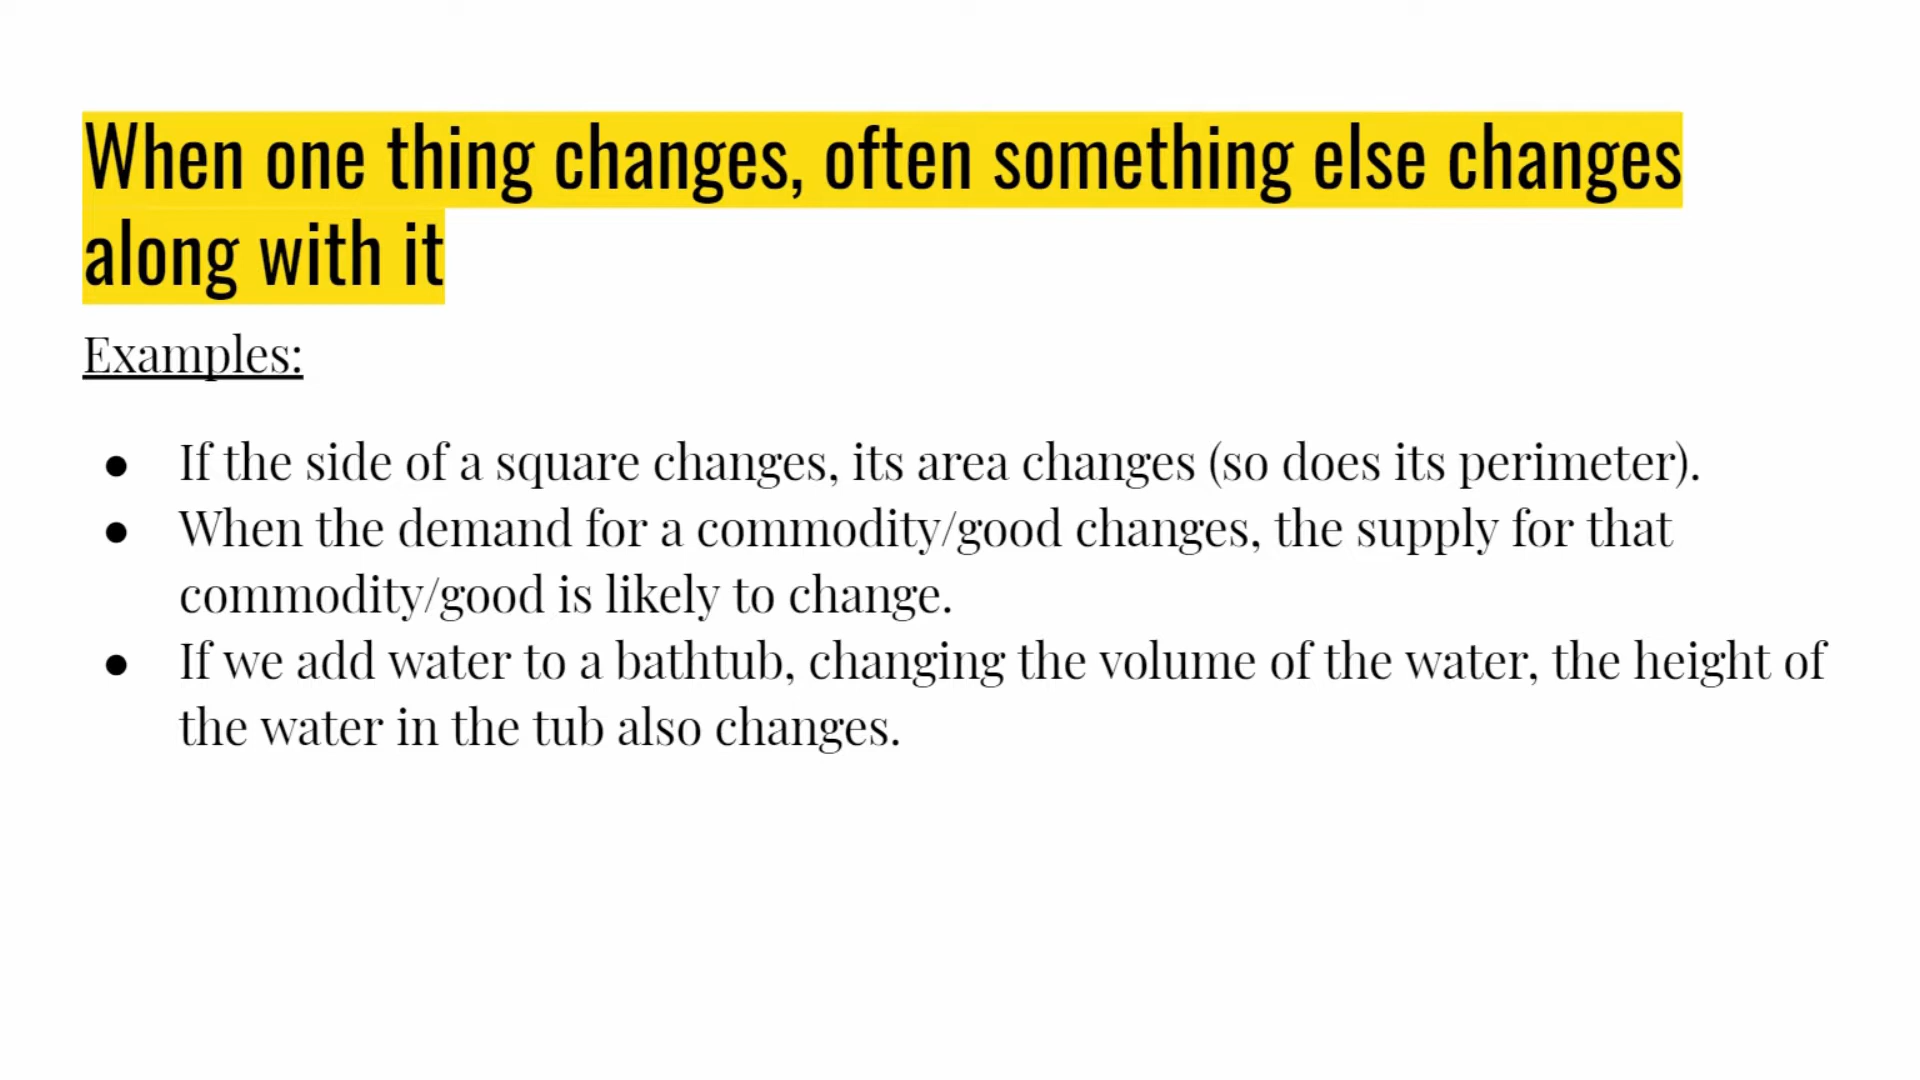 When one thing changes, often something else changes
along with it
Examples:
● If the side of a square changes, its area changes (so does its perimeter).
● When the demand for a commodity/good changes, the supply for that
commodity/good is likely to change.
● If we add water to a bathtub, changing the volume of the water, the height of
the water in the tub also changes.